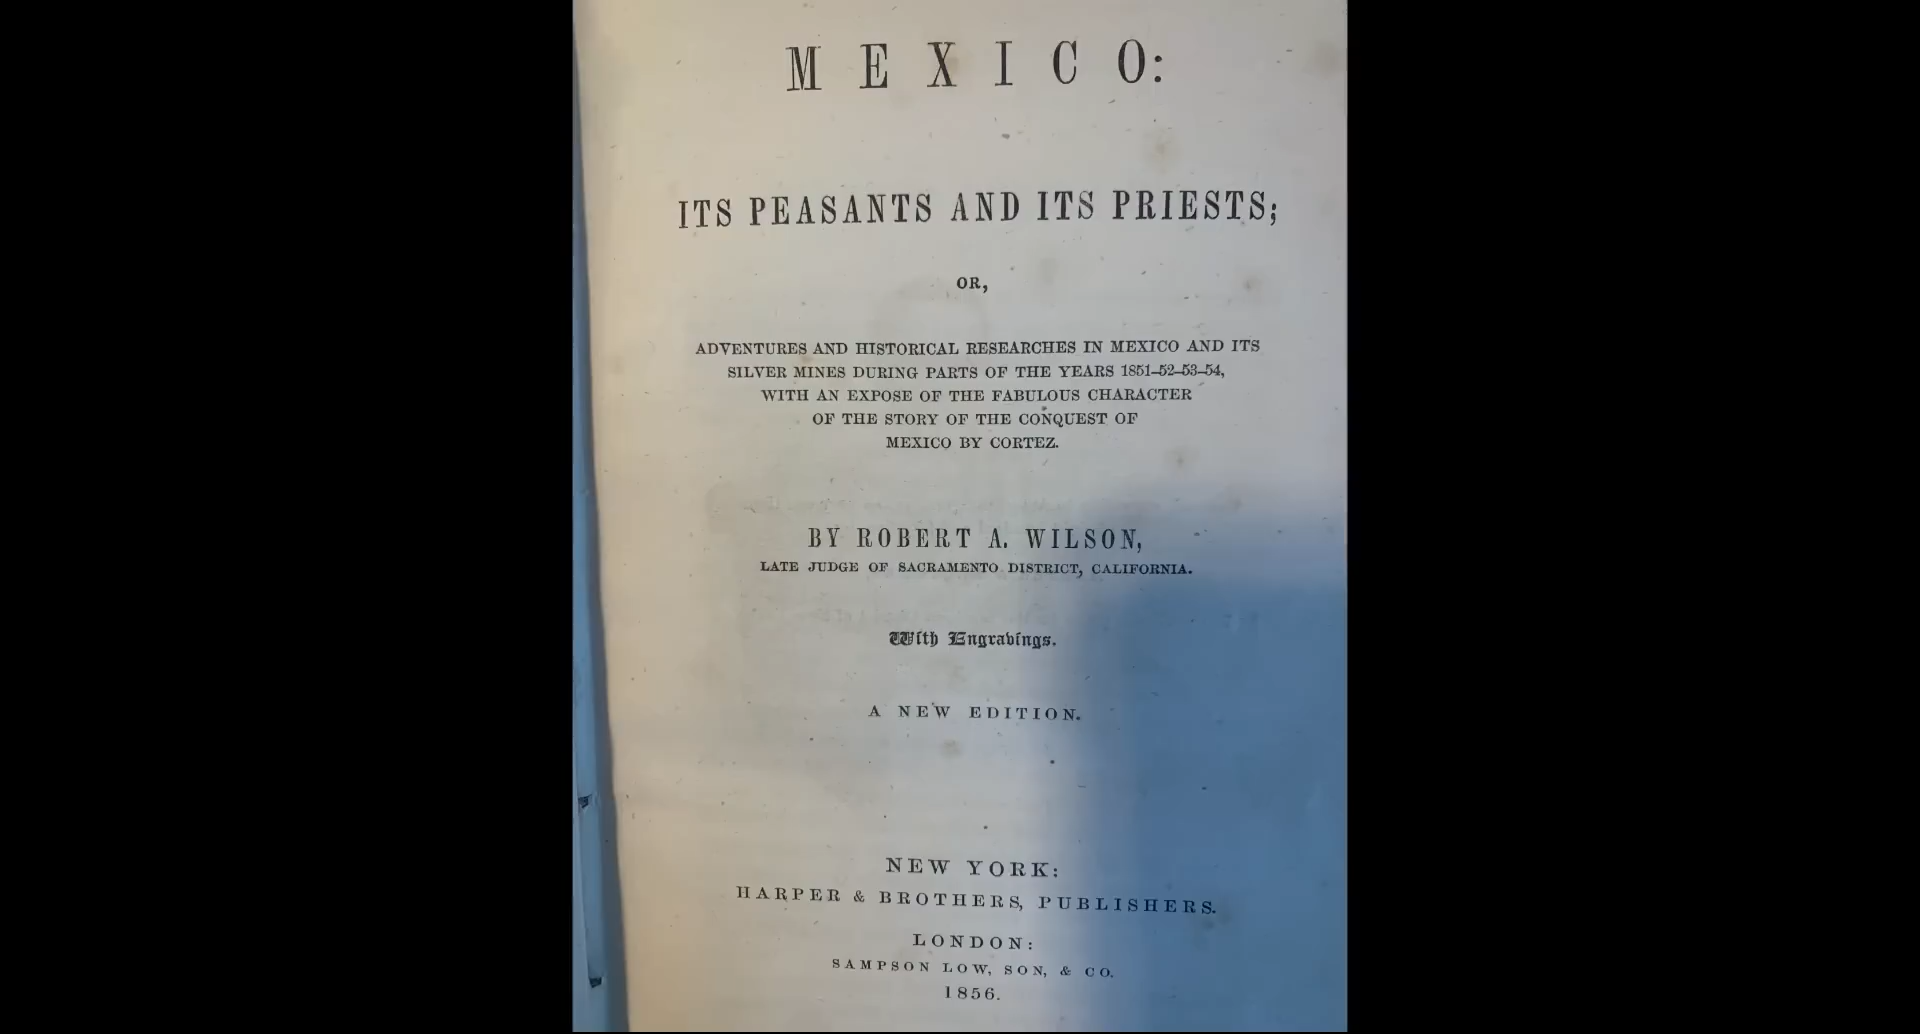 MEXICO:
ITS PEASANTS AND ITS PRIESTS;
OR,
ADVENTURES AND HISTORICAL RESEARCHES IN MEXICO AND ITS
SILVER MINES DURING PARTS OF THE YEARS 1851–52–53–54,
WITH AN EXPOSE OF THE FABULOUS CHARACTER
OF THE STORY OF THE CONQUEST OF
MEXICO BY CORTEZ.
BY ROBERT A. WILSON,
LATE JUDGE OF SACRAMENTO DISTRICT, CALIFORNIA.
With Engravings.
A NEW EDITION.
NEW YORK:
HARPER & BROTHERS, PUBLISHERS.
LONDON:
SAMPSON LOW, SON, & CO.
1856.